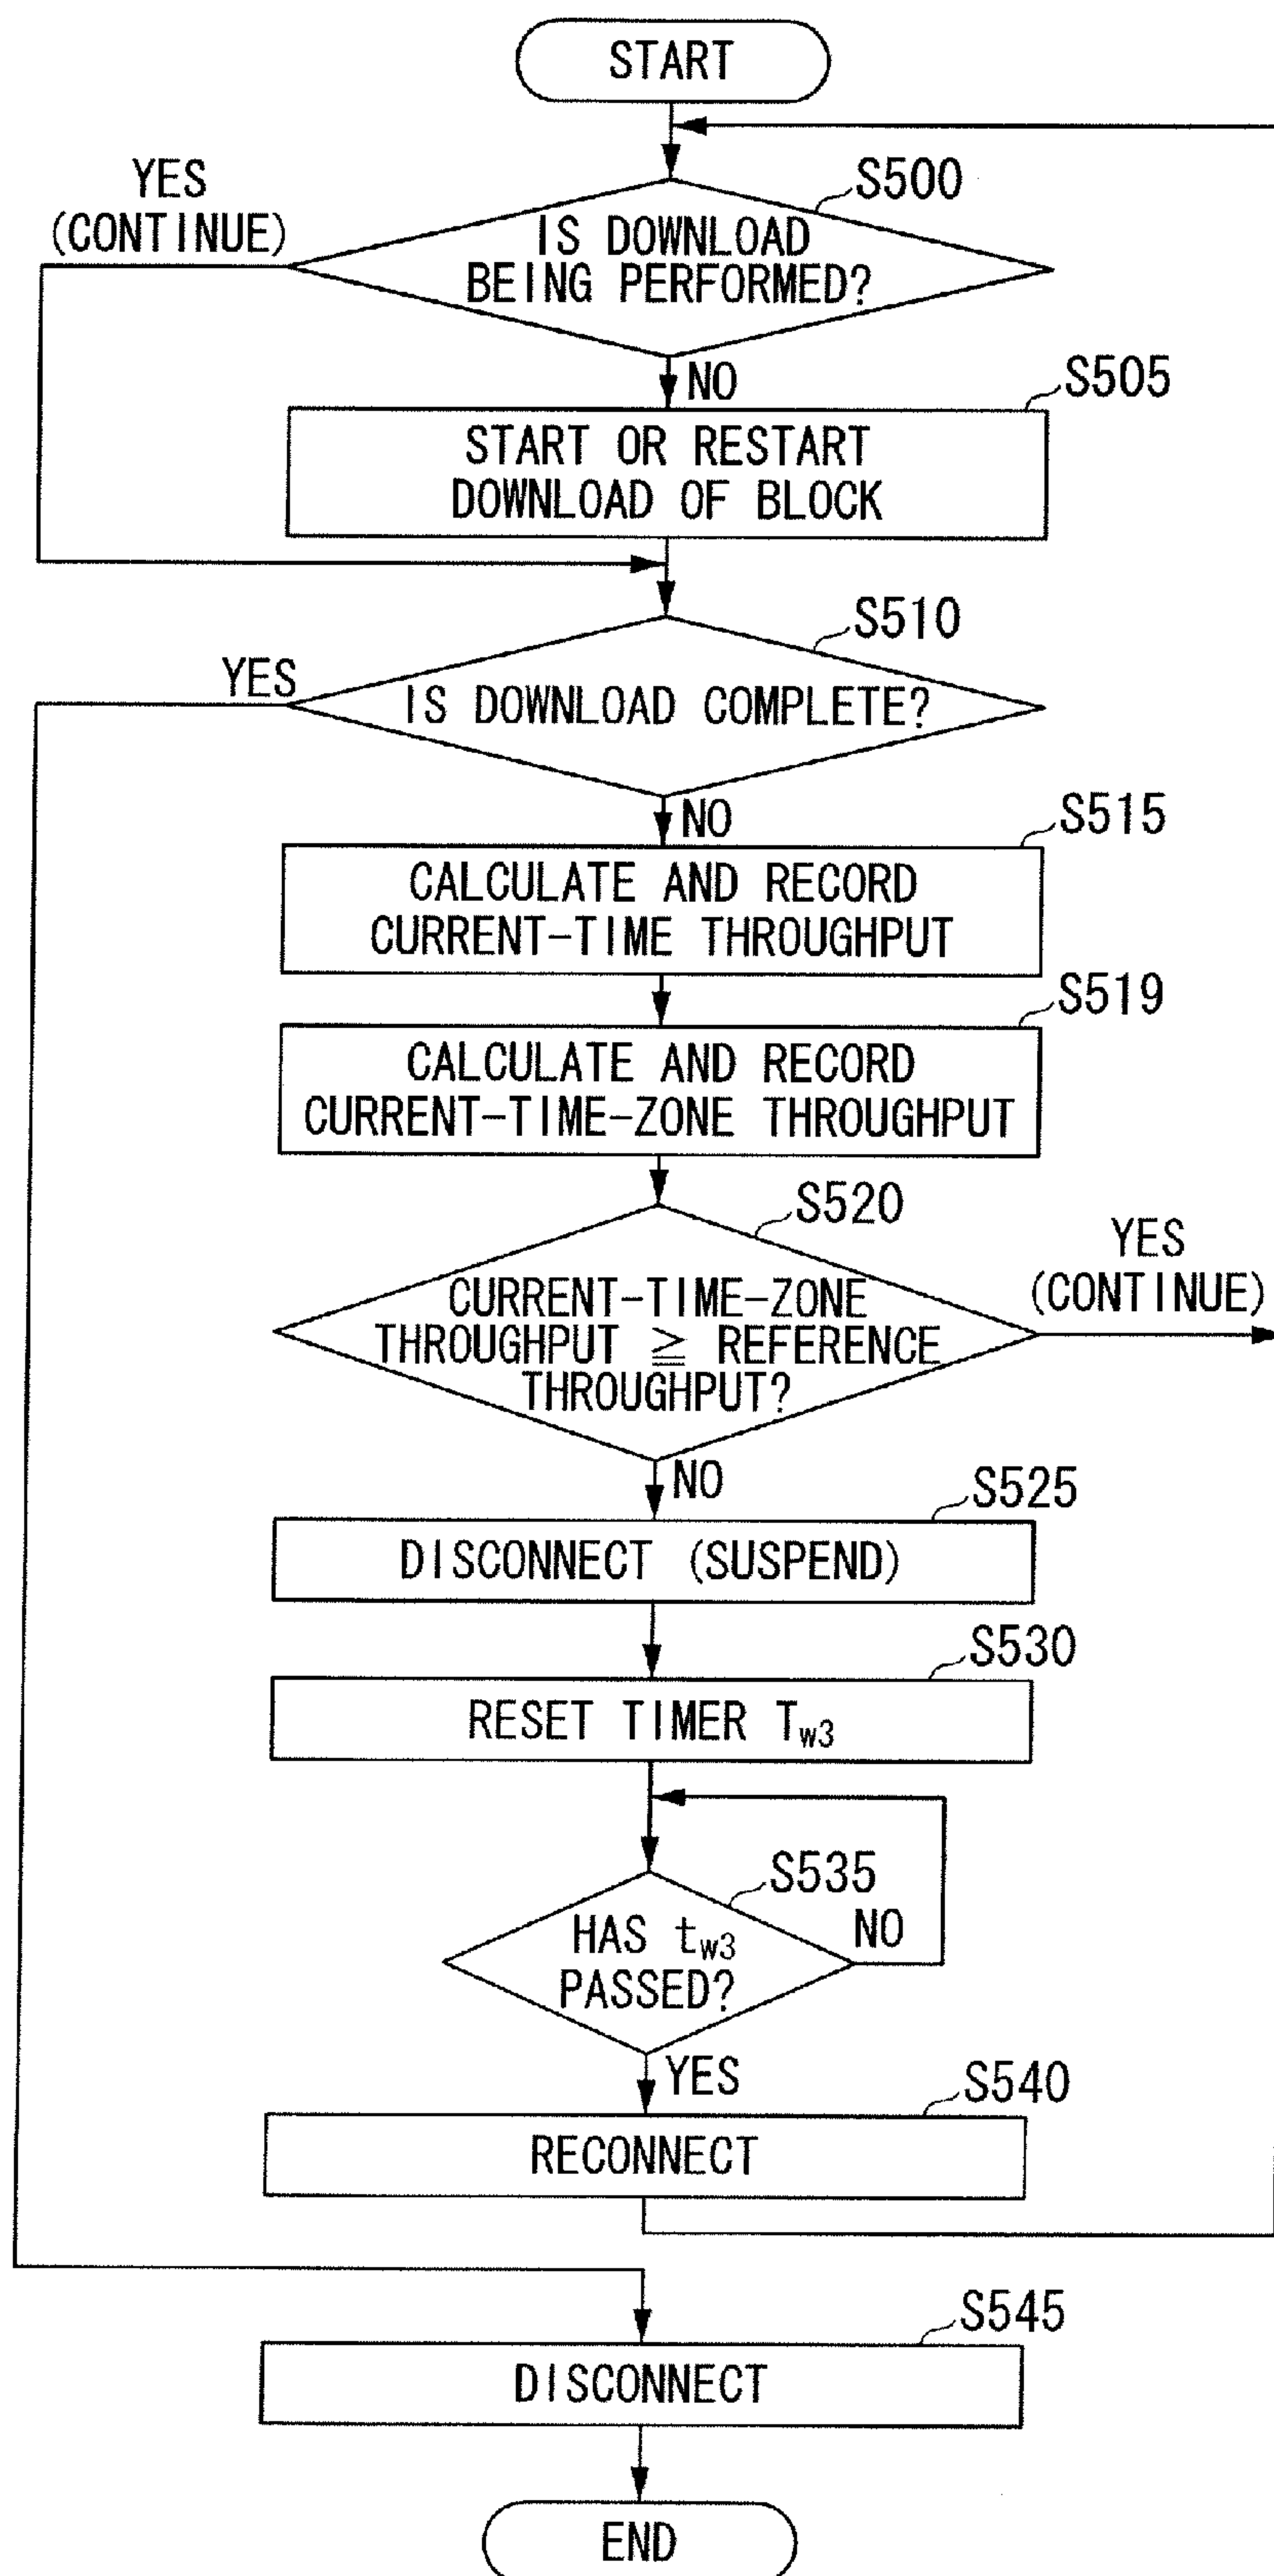 START
S500
YES
(CONTINUE)
IS DOWNLOAD
BEING PERFORMED?
NO
S505
START OR RESTART
DOWNLOAD OF BLOCK
S510
YES
IS DOWNLOAD COMPLETE?
NO
S515
CALCULATE AND RECORD
CURRENT-TIME THROUGHPUT
S519
CALCULATE AND RECORD
CURRENT-TIME-ZONE THROUGHPUT
S520
YES
(CONTINUE)
CURRENT-TIME-ZONE
THROUGHPUT ≧ REFERENCE
THROUGHPUT?
NO
S525
DISCONNECT (SUSPEND)
S530
RESET TIMER Tw3
S535
NO
HAS tw3
PASSED?
YES
S540
RECONNECT
S545
DISCONNECT
END